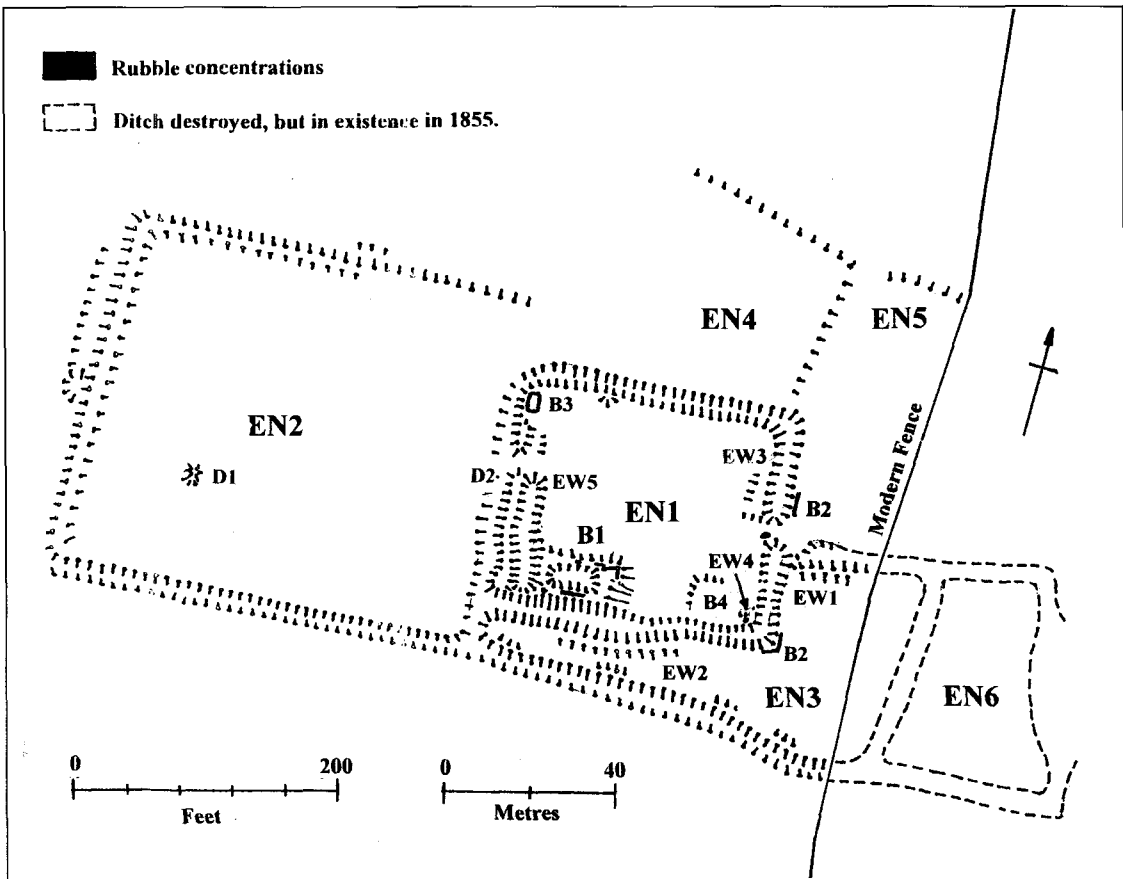 Rubble concentrations
Ditch destroyed, but in existence in 1855.
EN4
EN5
EN2
B3
D1
D2
EW5
EW3
EN1
B1
B2
Modern Fence
EW4
B4
EW1
B2
EW2
EN3
EN6
0 200
Feet
0 40
Metres